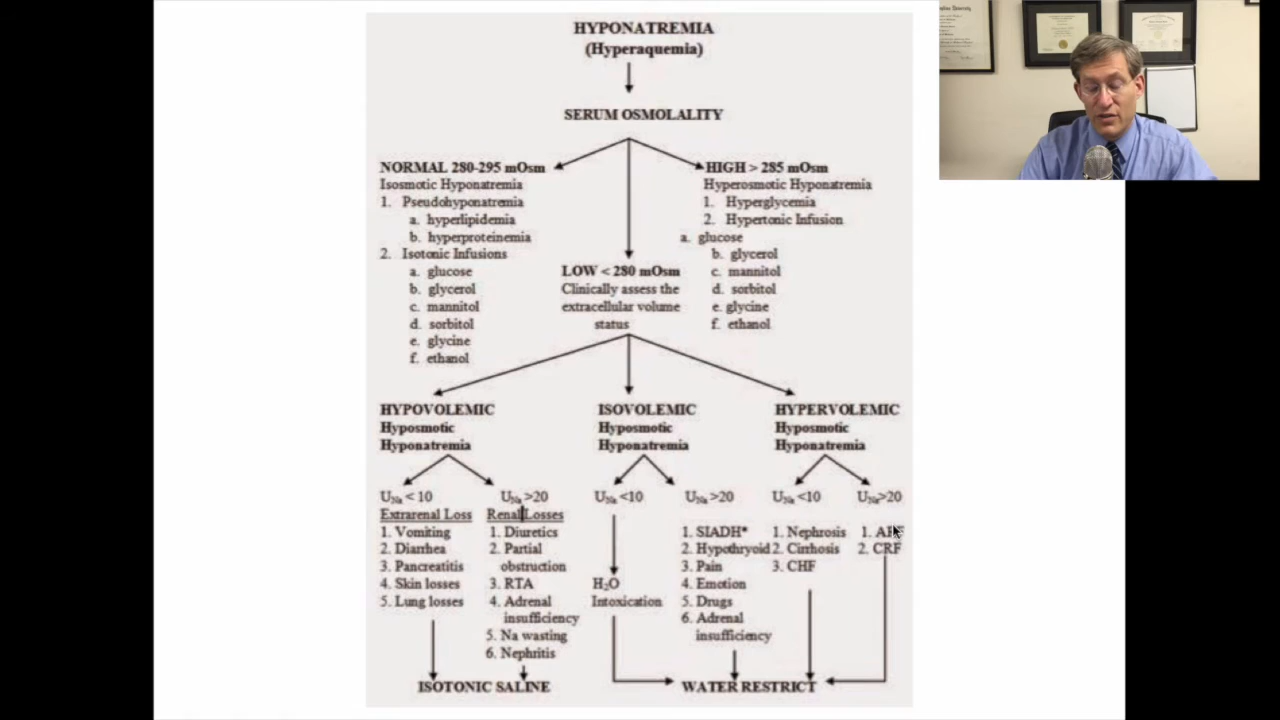 HYPONATREMIA
(Hyperaquemia)
SERUM OSMOLALITY
NORMAL 280-295 mOsm
Isosmotic Hyponatremia
1. Pseudohyponatremia
a. hyperlipidemia
b. hyperproteinemia
2. Isotonic Infusions
a. glucose
b. glycerol
c. mannitol
d. sorbitol
e. glycine
f. ethanol
LOW < 280 mOsm
Clinically assess the
extracellular volume
status
HIGH > 285 mOsm
Hyperosmotic Hyponatremia
1. Hyperglycemia
2. Hypertonic Infusion
a. glucose
b. glycerol
c. mannitol
d. sorbitol
e. glycine
f. ethanol
HYPOVOLEMIC
Hyposmotic
Hyponatremia
UNa < 10
Extrarenal Loss
1. Vomiting
2. Diarrhea
3. Pancreatitis
4. Skin losses
5. Lung losses
UNa >20
Renal Losses
1. Diuretics
2. Partial
obstruction
3. RTA
4. Adrenal
insufficiency
5. Na wasting
6. Nephritis
ISOTONIC SALINE
ISOVOLEMIC
Hyposmotic
Hyponatremia
UNa <10
H2O
Intoxication
UNa >20
1. SIADH*
2. Hypothryoid
3. Pain
4. Emotion
5. Drugs
6. Adrenal
insufficiency
HYPERVOLEMIC
Hyposmotic
Hyponatremia
UNa <10
1. Nephrosis
2. Cirrhosis
3. CHF
UNa>20
1. ARF
2. CRF
WATER RESTRICT